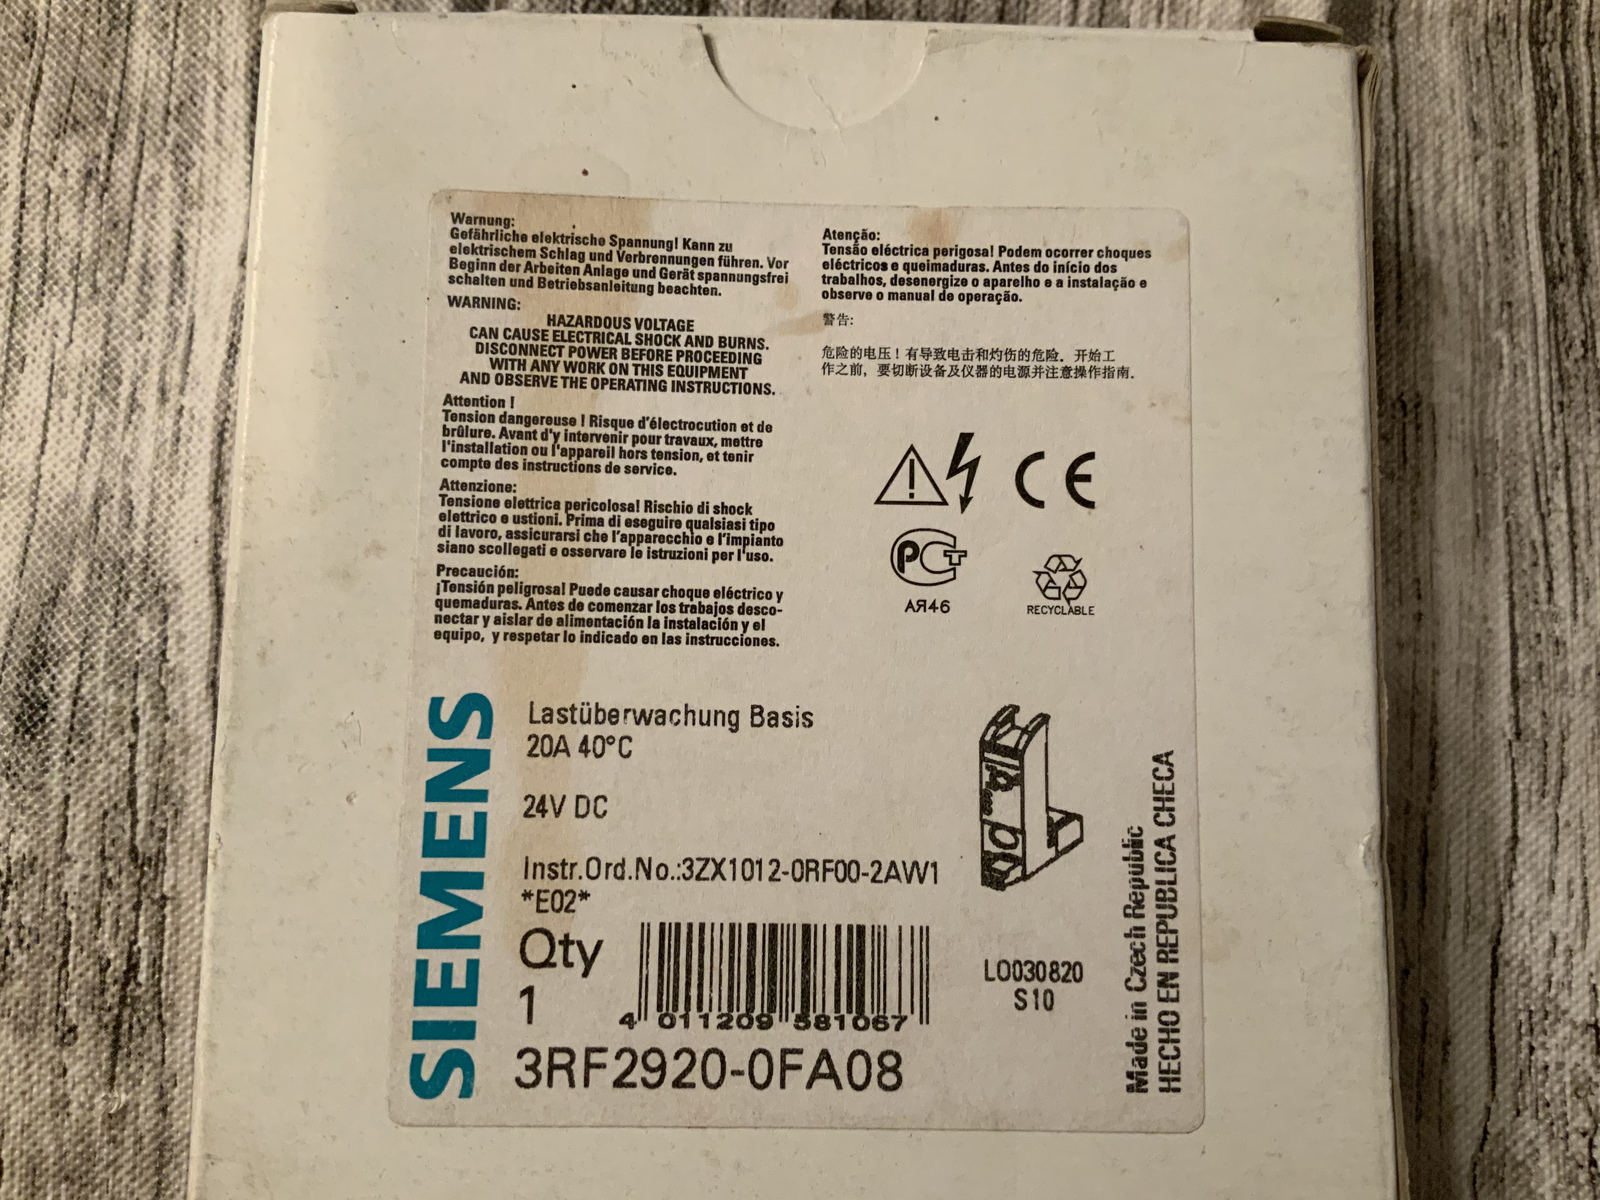 Warnung:
Gefährliche elektrische Spannung! Kann zu
elektrischem Schlag und Verbrennungen führen. Vor
Beginn der Arbeiten Anlage und Gerät spannungsfrei
schalten und Betriebsanleitung beachten.
WARNING:
HAZARDOUS VOLTAGE
CAN CAUSE ELECTRICAL SHOCK AND BURNS.
DISCONNECT POWER BEFORE PROCEEDING
WITH ANY WORK ON THIS EQUIPMENT
AND OBSERVE THE OPERATING INSTRUCTIONS.
Attention !
Tension dangereuse ! Risque d'électrocution et de
brûlure. Avant d'y intervenir pour travaux, mettre
l'installation ou l'appareil hors tension, et tenir
compte des instructions de service.
Attenzione:
Tensione elettrica pericolosa! Rischio di shock
elettrico e ustioni. Prima di eseguire qualsiasi tipo
di lavoro, assicurarsi che l'apparecchio e l'impianto
siano scollegati e osservare le istruzioni per l'uso.
Precaución:
¡Tensión peligrosa! Puede causar choque eléctrico y
quemaduras. Antes de comenzar los trabajos desco-
nectar y aislar de alimentación la instalación y el
equipo, y respetar lo indicado en las instrucciones.
Atenção:
Tensão eléctrica perigosa! Podem ocorrer choques
eléctricos e queimaduras. Antes do início dos
trabalhos, desenergize o aparelho e a instalação e
observe o manual de operação.
警告:
危险的电压！有导致电击和灼伤的危险。开始工
作之前，要切断设备及仪器的电源并注意操作指南.
CE
PCT
АЯ46
RECYCLABLE
SIEMENS
Lastüberwachung Basis
20A 40°C
24V DC
Instr.Ord.No.:3ZX1012-0RF00-2AW1
*E02*
Qty
1
4 011209 581067
3RF2920-0FA08
LO030820
S10
Made in Czech Republic
HECHO EN REPUBLICA CHECA